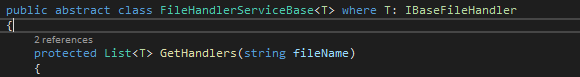 public abstract class FileHandlerServiceBase<T> where T: IBaseFileHandler
{
2 references
protected List<T> GetHandlers(string fileName)
{